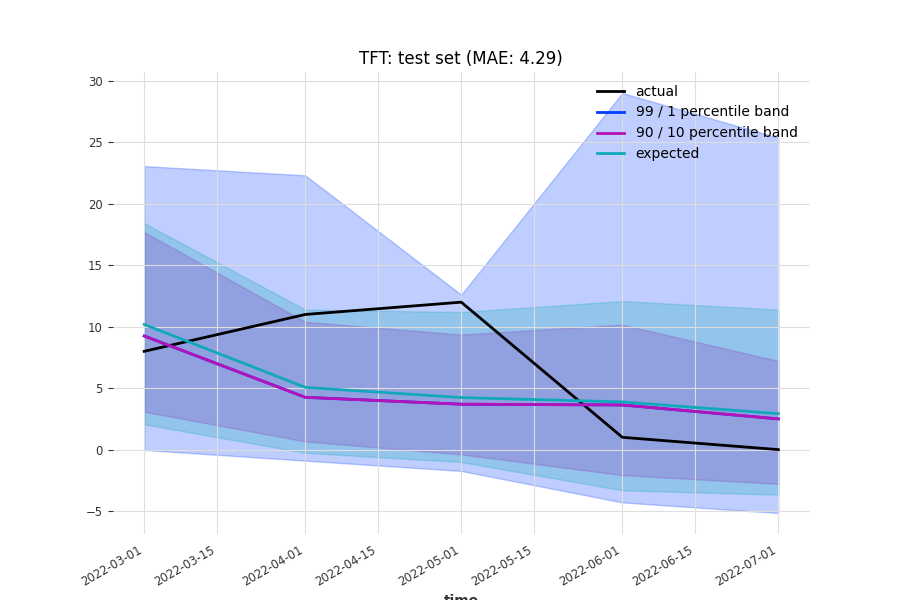 TFT: test set (MAE: 4.29)
30
25
20
15
10
5
0
−5
actual
99 / 1 percentile band
90 / 10 percentile band
expected
2022-03-01
2022-03-15
2022-04-01
2022-04-15
2022-05-01
2022-05-15
2022-06-01
2022-06-15
2022-07-01
time